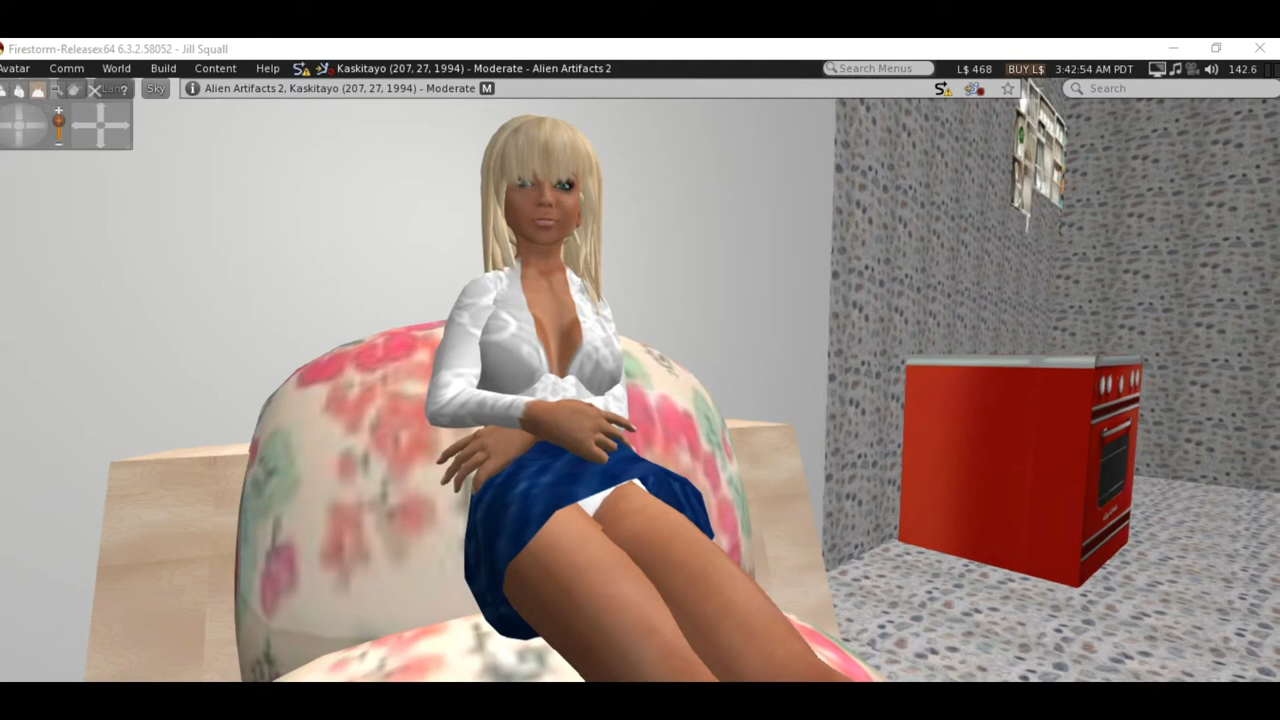 Firestorm-Releasex64 6.3.2.58052 - Jill Squall
Avatar Comm World Build Content Help Kaskitayo (207, 27, 1994) - Moderate - Alien Artifacts 2 Search Menus L$ 468 BUY L$ 3:42:54 AM PDT 142.6
Lan ? Sky Alien Artifacts 2, Kaskitayo (207, 27, 1994) - Moderate M Search